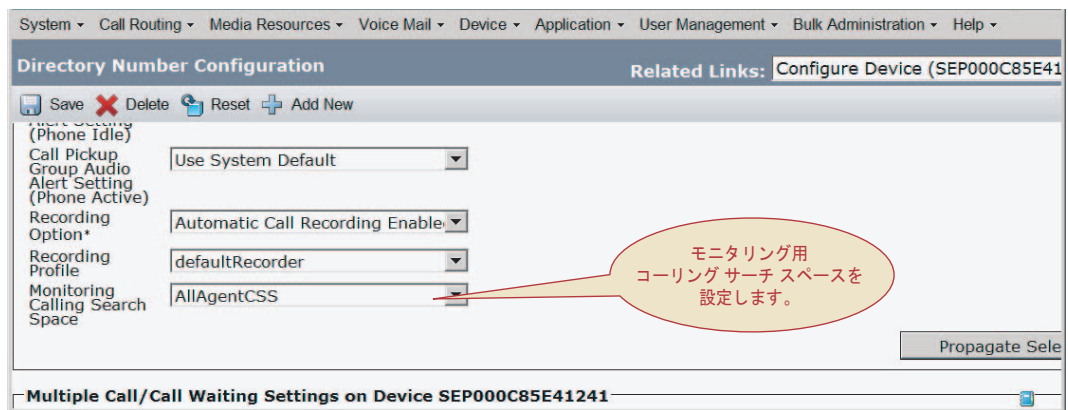 System Call Routing Media Resources Voice Mail Device Application User Management Bulk Administration Help
Directory Number Configuration
Related Links: Configure Device (SEP000C85E41
Save Delete Reset Add New
Alert Setting
(Phone Idle)
Call Pickup
Group Audio
Alert Setting
(Phone Active)
Use System Default
Recording
Option*
Automatic Call Recording Enable
Recording
Profile
defaultRecorder
Monitoring
Calling Search
Space
AllAgentCSS
モニタリング用
コーリング サーチ スペースを
設定します。
Propagate Sele
Multiple Call/Call Waiting Settings on Device SEP000C85E41241